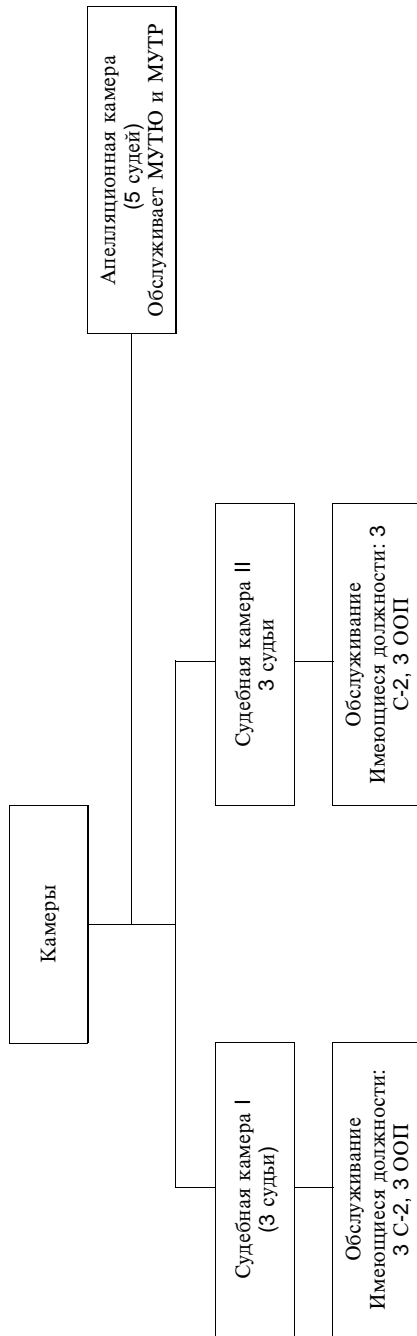 Камеры
Апелляционная камера
(5 судей)
Обслуживает МУТЮ и МУТР
Судебная камера I
(3 судьи)
Судебная камера II
3 судьи
Обслуживание
Имеющиеся должности:
3 С-2, 3 ООП
Обслуживание
Имеющиеся должности: 3
С-2, 3 ООП